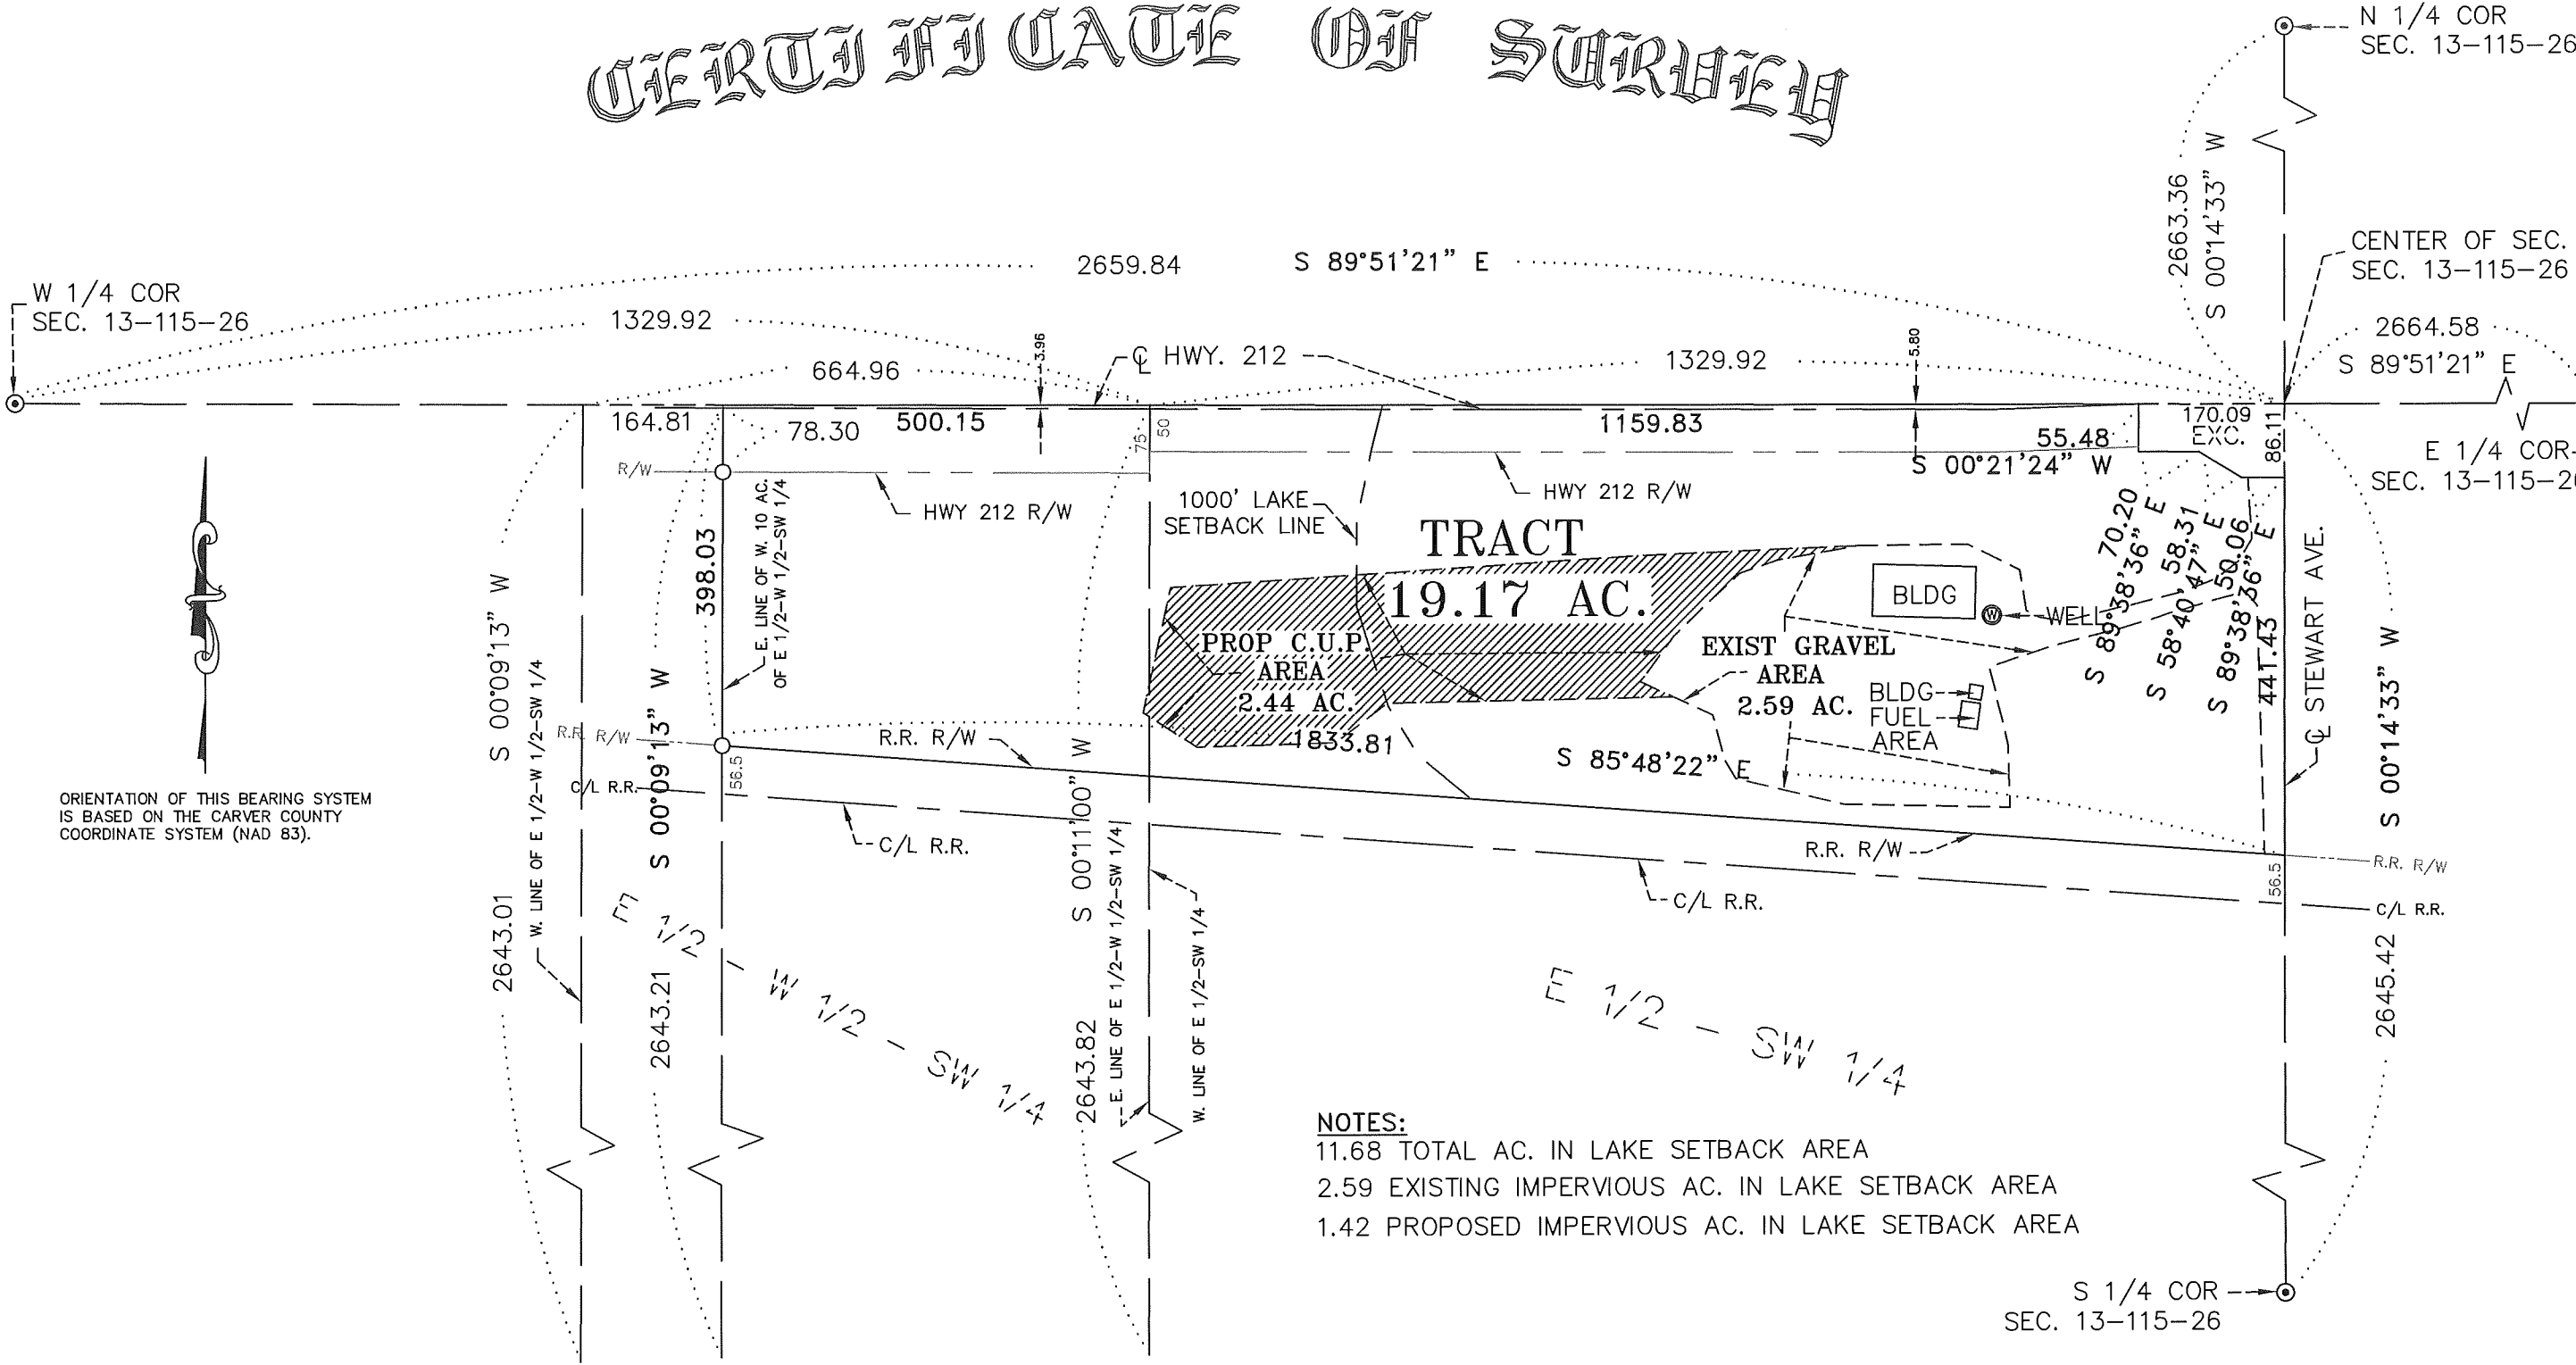 CERTIFICATE OF SURVEY
N 1/4 COR
SEC. 13-115-26
2663.36
S 00°14'33" W
CENTER OF SEC.
SEC. 13-115-26
2659.84
S 89°51'21" E
W 1/4 COR
SEC. 13-115-26
1329.92
664.96
3.96
℄ HWY. 212
1329.92
5.80
2664.58
S 89°51'21" E
164.81
78.30
500.15
75
50
1159.83
55.48
S 00°21'24" W
170.09
EXC.
86.11
E 1/4 COR
SEC. 13-115-26
R/W
HWY 212 R/W
HWY 212 R/W
1000' LAKE
SETBACK LINE
TRACT
19.17 AC.
398.03
E. LINE OF W. 10 AC.
OF E 1/2-W 1/2-SW 1/4
S 00°09'13" W
PROP C.U.P.
AREA
2.44 AC.
EXIST GRAVEL
AREA
2.59 AC.
BLDG
W
WELL
BLDG
FUEL
AREA
70.20
S 89°38'36" E
58.31
S 58°40'47" E
50.06
S 89°38'36" E
441.43
℄ STEWART AVE.
S 00°14'33" W
R.R. R/W
R.R. R/W
1833.81
S 85°48'22" E
C/L R.R.
56.5
C/L R.R.
R.R. R/W
C/L R.R.
R.R. R/W
56.5
C/L R.R.
ORIENTATION OF THIS BEARING SYSTEM
IS BASED ON THE CARVER COUNTY
COORDINATE SYSTEM (NAD 83).
2643.01
W. LINE OF E 1/2-W 1/2-SW 1/4
S 00°09'13" W
2643.21
E 1/2 - W 1/2 - SW 1/4
S 00°11'00" W
2643.82
E. LINE OF E 1/2-W 1/2-SW 1/4
W. LINE OF E 1/2-SW 1/4
E 1/2 - SW 1/4
2645.42
NOTES:
11.68 TOTAL AC. IN LAKE SETBACK AREA
2.59 EXISTING IMPERVIOUS AC. IN LAKE SETBACK AREA
1.42 PROPOSED IMPERVIOUS AC. IN LAKE SETBACK AREA
S 1/4 COR
SEC. 13-115-26